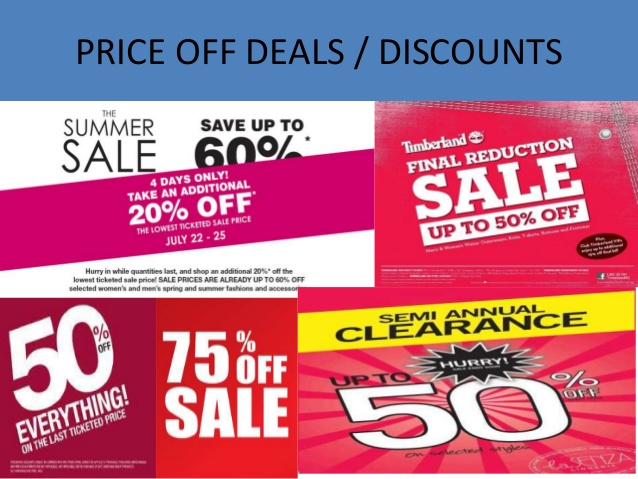 PRICE OFF DEALS / DISCOUNTS
THE
SUMMER
SALE
SAVE UP TO
60%*
4 DAYS ONLY!
TAKE AN ADDITIONAL
20% OFF*
THE LOWEST TICKETED SALE PRICE
JULY 22 - 25
Hurry in while quantities last, and shop an additional 20%* off the
lowest ticketed sale price! SALE PRICES ARE ALREADY UP TO 60% OFF
selected women's and men's spring and summer fashions and accessor
Timberland
FINAL REDUCTION
SALE
UP TO 50% OFF
50% OFF
EVERYTHING!
ON THE LAST TICKETED PRICE
75% OFF
SALE
SEMI ANNUAL
CLEARANCE
HURRY!
UP TO
50% OFF
on selected styles